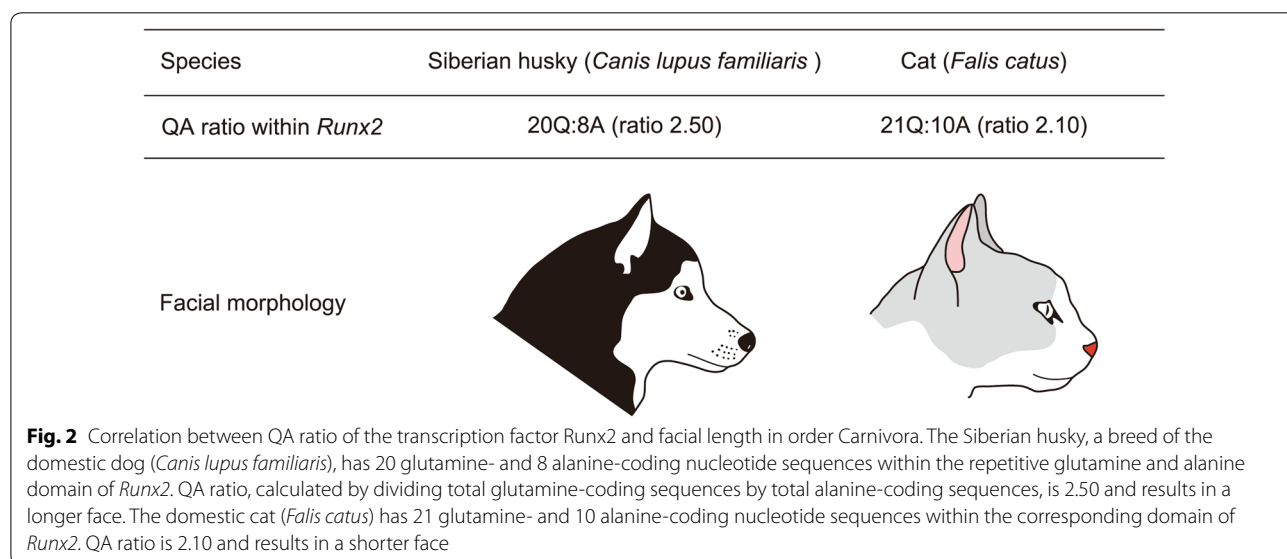 Species Siberian husky (Canis lupus familiaris ) Cat (Falis catus)
QA ratio within Runx2 20Q:8A (ratio 2.50) 21Q:10A (ratio 2.10)
Facial morphology
Fig. 2 Correlation between QA ratio of the transcription factor Runx2 and facial length in order Carnivora. The Siberian husky, a breed of the
domestic dog (Canis lupus familiaris), has 20 glutamine- and 8 alanine-coding nucleotide sequences within the repetitive glutamine and alanine
domain of Runx2. QA ratio, calculated by dividing total glutamine-coding sequences by total alanine-coding sequences, is 2.50 and results in a
longer face. The domestic cat (Falis catus) has 21 glutamine- and 10 alanine-coding nucleotide sequences within the corresponding domain of
Runx2. QA ratio is 2.10 and results in a shorter face